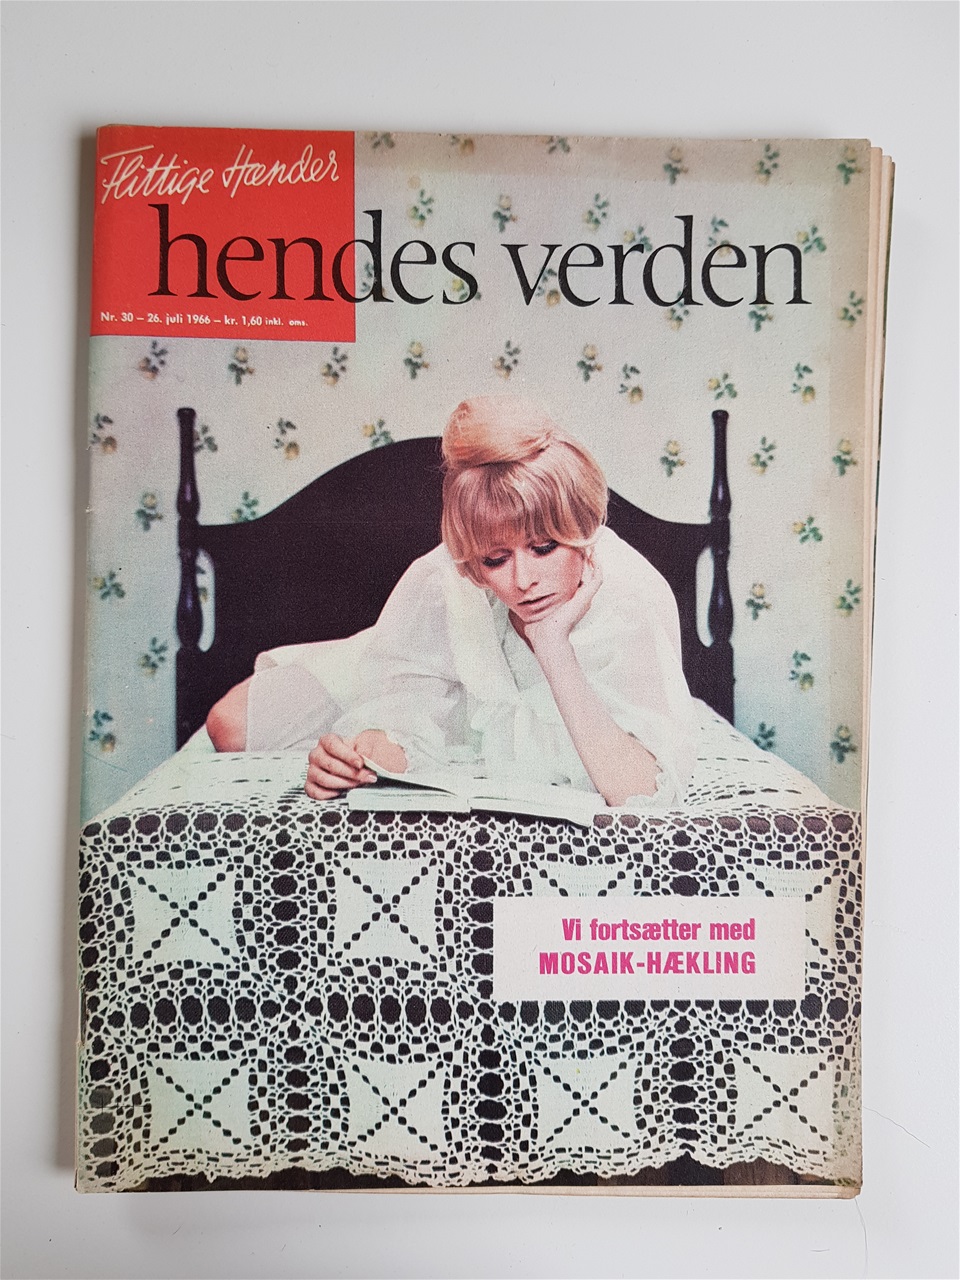 Flittige Hænder
hendes verden
Nr. 30 – 26. juli 1966 – kr. 1,60 inkl. oms.
Vi fortsætter med
MOSAIK-HÆKLING